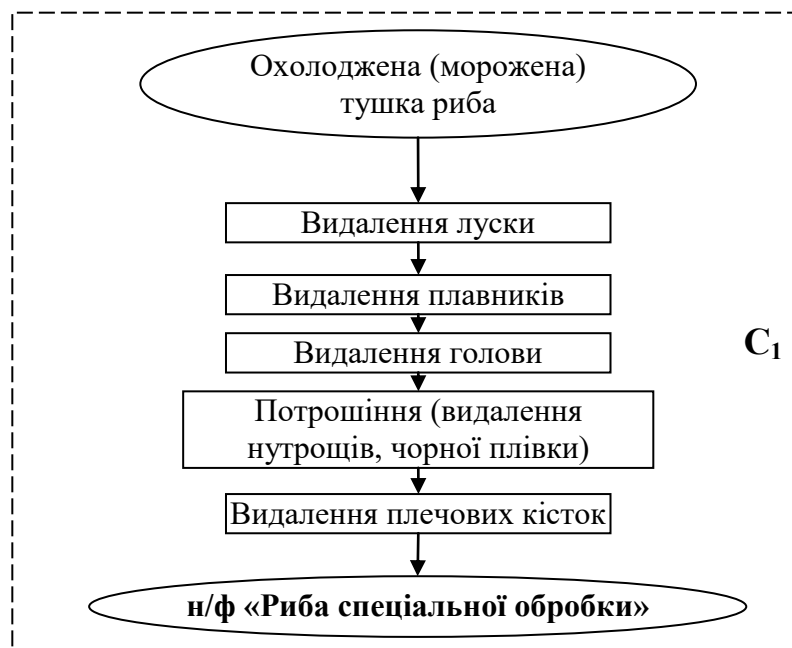 Охолоджена (морожена)
тушка риба
Видалення луски
Видалення плавників
Видалення голови
С1
Потрошіння (видалення
нутрощів, чорної плівки)
Видалення плечових кісток
н/ф «Риба спеціальної обробки»